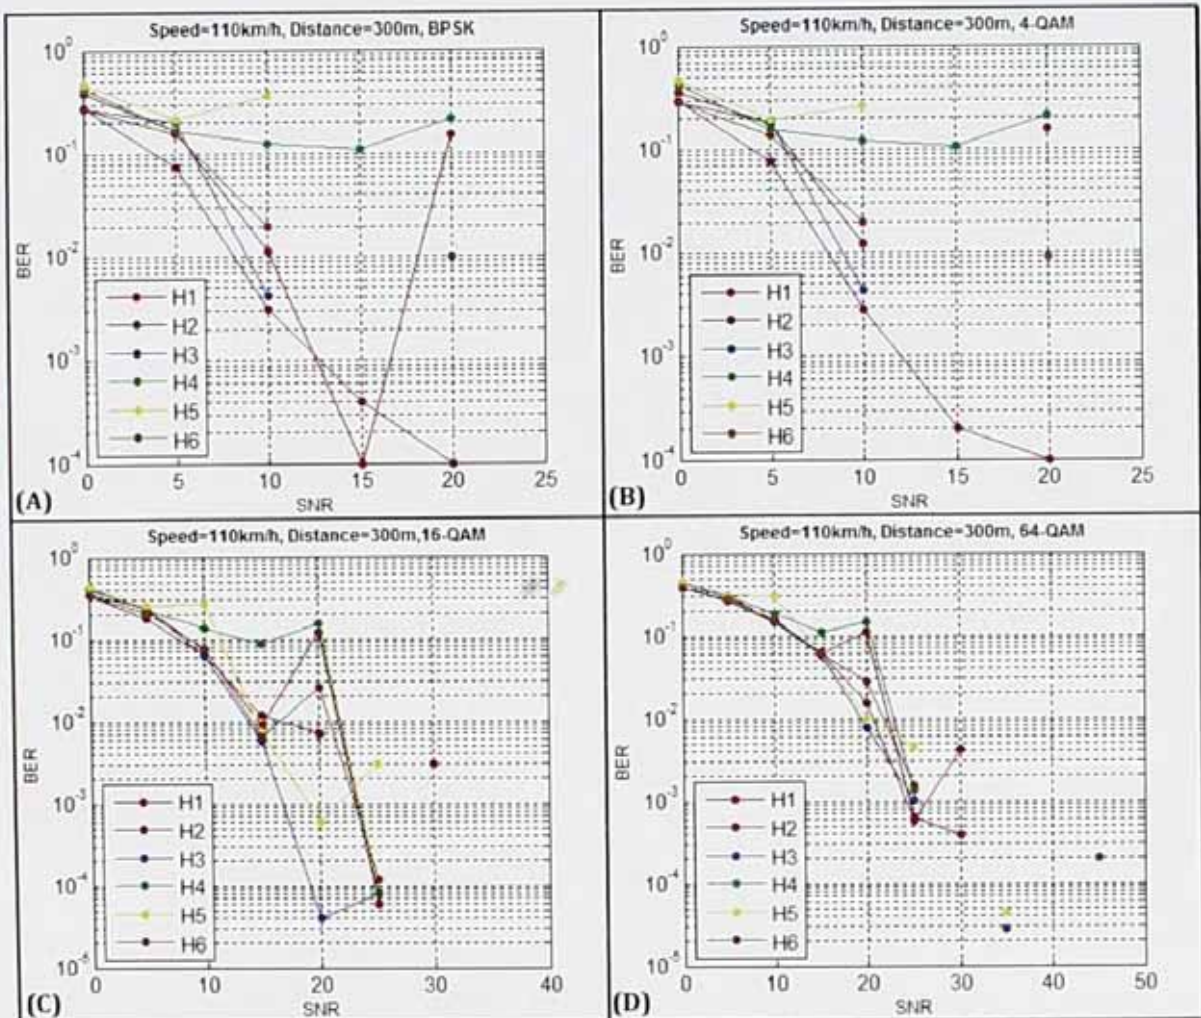 Speed=110km/h, Distance=300m, BPSK
10^0
10^-1
10^-2
10^-3
10^-4
BER
H1
H2
H3
H4
H5
H6
0 5 10 15 20 25
SNR
(A)
Speed=110km/h, Distance=300m, 4-QAM
10^0
10^-1
10^-2
10^-3
10^-4
BER
H1
H2
H3
H4
H5
H6
0 5 10 15 20 25
SNR
(B)
Speed=110km/h, Distance=300m,16-QAM
10^0
10^-1
10^-2
10^-3
10^-4
10^-5
BER
H1
H2
H3
H4
H5
H6
0 10 20 30 40
SNR
(C)
Speed=110km/h, Distance=300m, 64-QAM
10^0
10^-1
10^-2
10^-3
10^-4
10^-5
BER
H1
H2
H3
H4
H5
H6
0 10 20 30 40 50
SNR
(D)